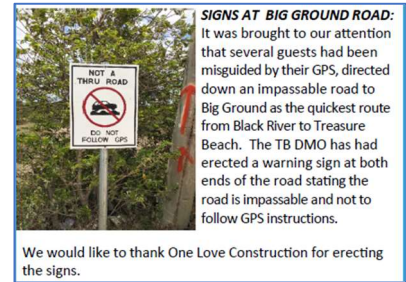 NOT A
THRU ROAD
DO NOT
FOLLOW GPS
SIGNS AT BIG GROUND ROAD:
It was brought to our attention
that several guests had been
misguided by their GPS, directed
down an impassable road to
Big Ground as the quickest route
from Black River to Treasure
Beach. The TB DMO has had
erected a warning sign at both
ends of the road stating the
road is impassable and not to
follow GPS instructions.
We would like to thank One Love Construction for erecting
the signs.